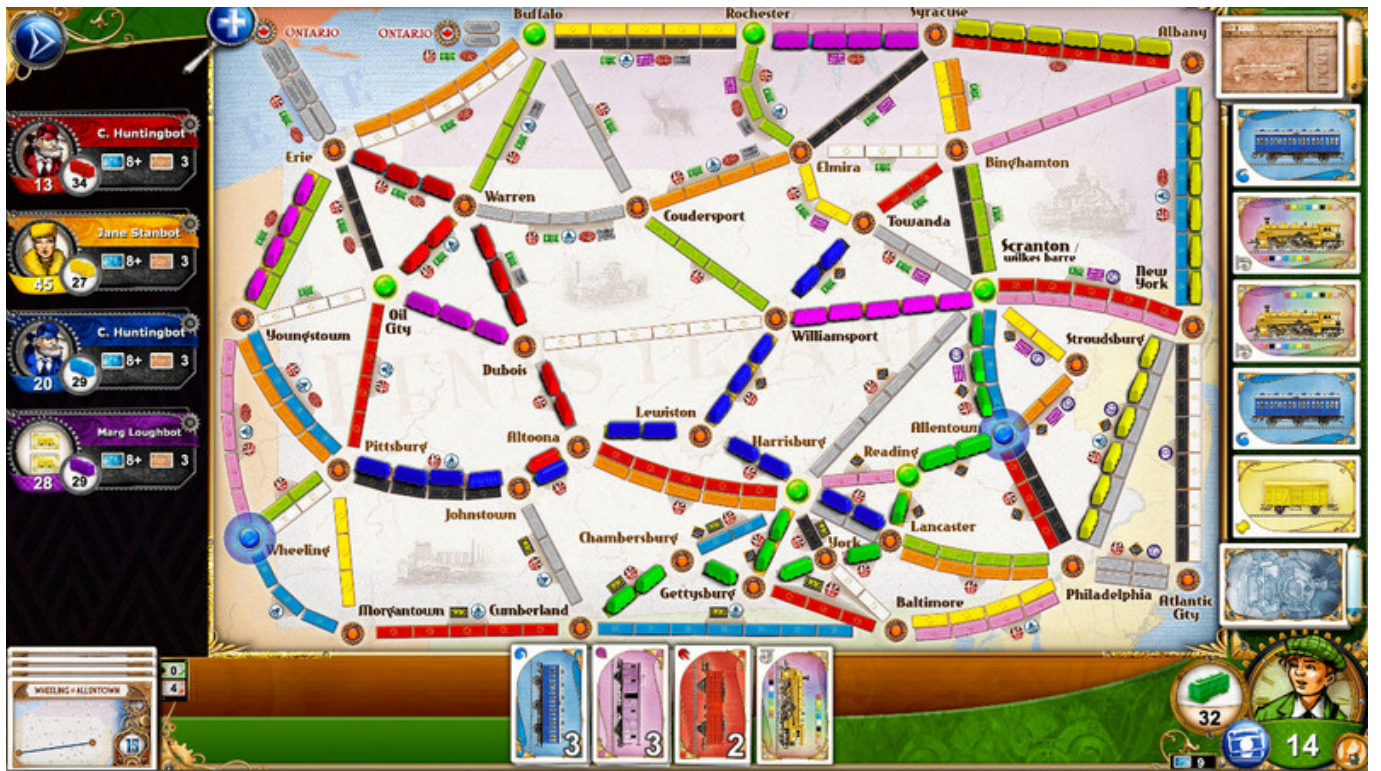 Buffalo
Rochester
Syracuse
Albany
ONTARIO
ONTARIO
C. Huntingbot
8+
3
13
34
Erie
Warren
Coudersport
Elmira
Binghamton
Towanda
Jane Stanbot
8+
3
45
27
Scranton /
wilkes barre
New
York
C. Huntingbot
8+
3
20
29
Youngstown
Oil
City
Williamsport
Stroudsburg
Dubois
Marg Loughbot
8+
3
28
29
Lewiston
Altoona
Pittsburg
Harrisburg
Allentown
Reading
Johnstown
Lancaster
Wheeling
Chambersburg
York
Gettysburg
Morgantown
Cumberland
Baltimore
Philadelphia
Atlantic
City
TICKET
WHEELING - ALLENTOWN
15
0
4
3
3
2
32
9
14